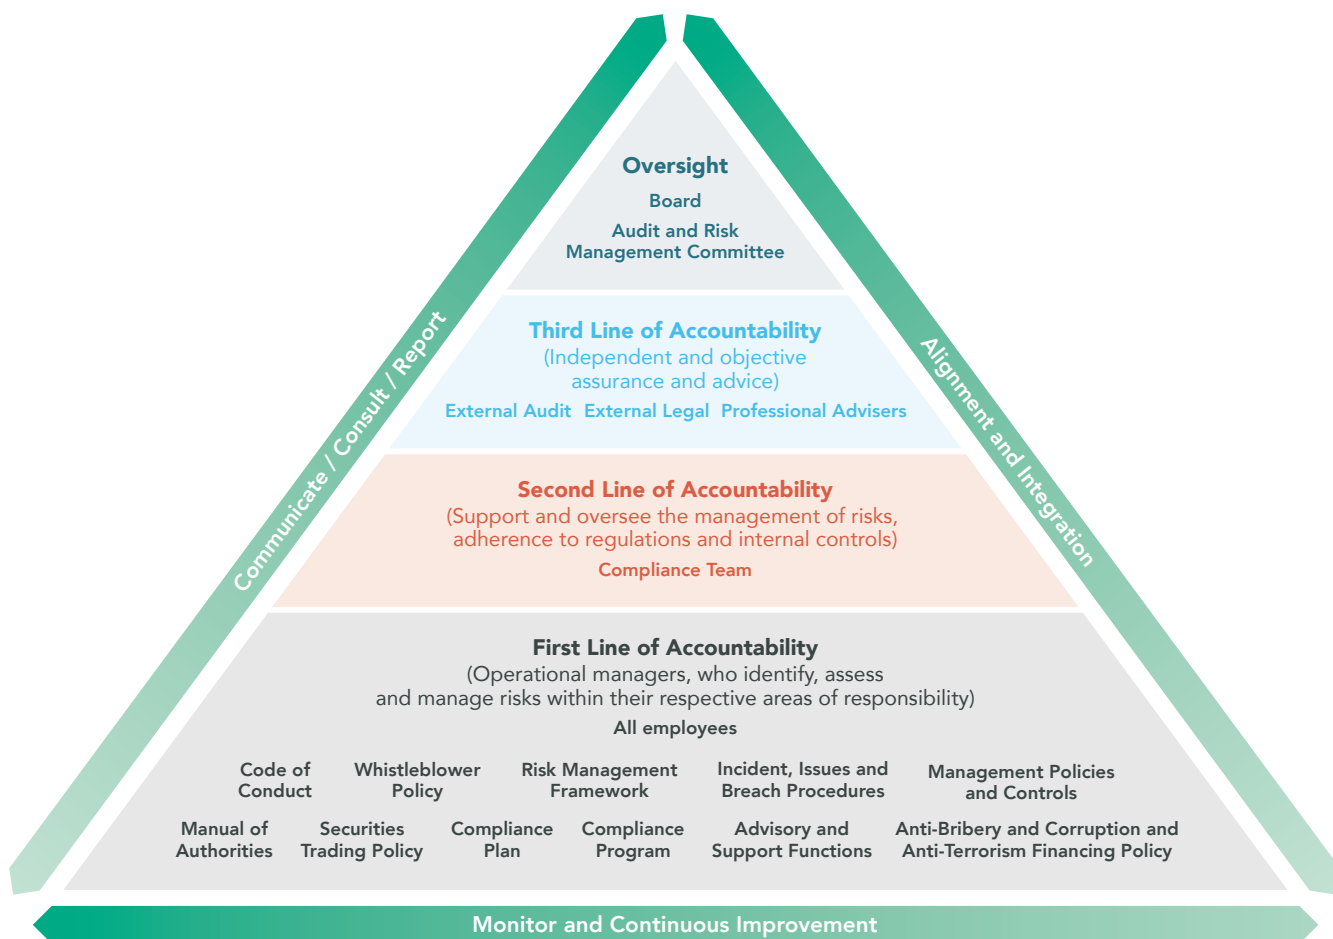 Oversight
Board
Audit and Risk
Management Committee
Third Line of Accountability
(Independent and objective
assurance and advice)
External Audit External Legal Professional Advisers
Second Line of Accountability
(Support and oversee the management of risks,
adherence to regulations and internal controls)
Compliance Team
First Line of Accountability
(Operational managers, who identify, assess
and manage risks within their respective areas of responsibility)
All employees
Code of
Conduct
Whistleblower
Policy
Risk Management
Framework
Incident, Issues and
Breach Procedures
Management Policies
and Controls
Manual of
Authorities
Securities
Trading Policy
Compliance
Plan
Compliance
Program
Advisory and
Support Functions
Anti-Bribery and Corruption and
Anti-Terrorism Financing Policy
Communicate / Consult / Report
Alignment and Integration
Monitor and Continuous Improvement